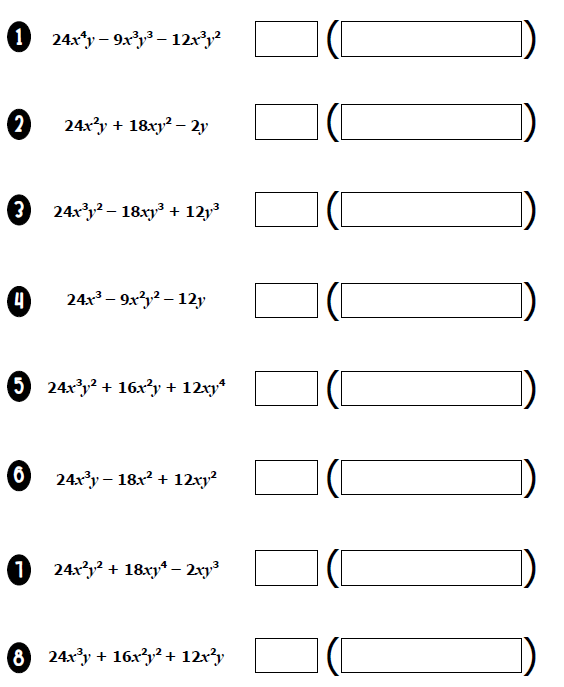 1 24x⁴y – 9x³y³ – 12x³y² ( )
2 24x²y + 18xy² – 2y ( )
3 24x³y² – 18xy³ + 12y³ ( )
4 24x³ – 9x²y² – 12y ( )
5 24x³y² + 16x²y + 12xy⁴ ( )
6 24x³y – 18x² + 12xy² ( )
7 24x²y² + 18xy⁴ – 2xy³ ( )
8 24x³y + 16x²y² + 12x²y ( )